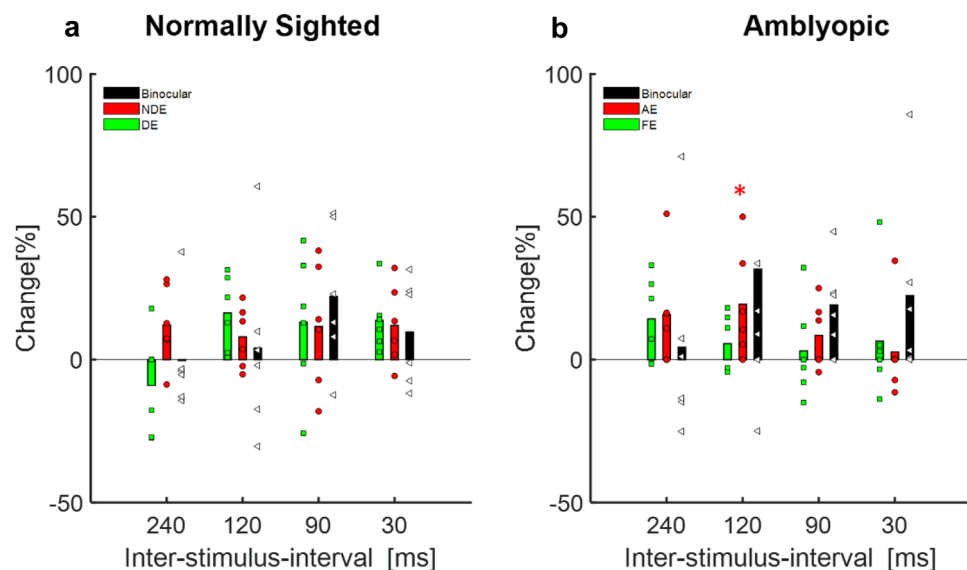 a Normally Sighted
100
50
0
-50
Change[%]
Binocular
NDE
DE
240 120 90 30
Inter-stimulus-interval [ms]
b Amblyopic
100
50
0
-50
Change[%]
Binocular
AE
FE
*
240 120 90 30
Inter-stimulus-interval [ms]